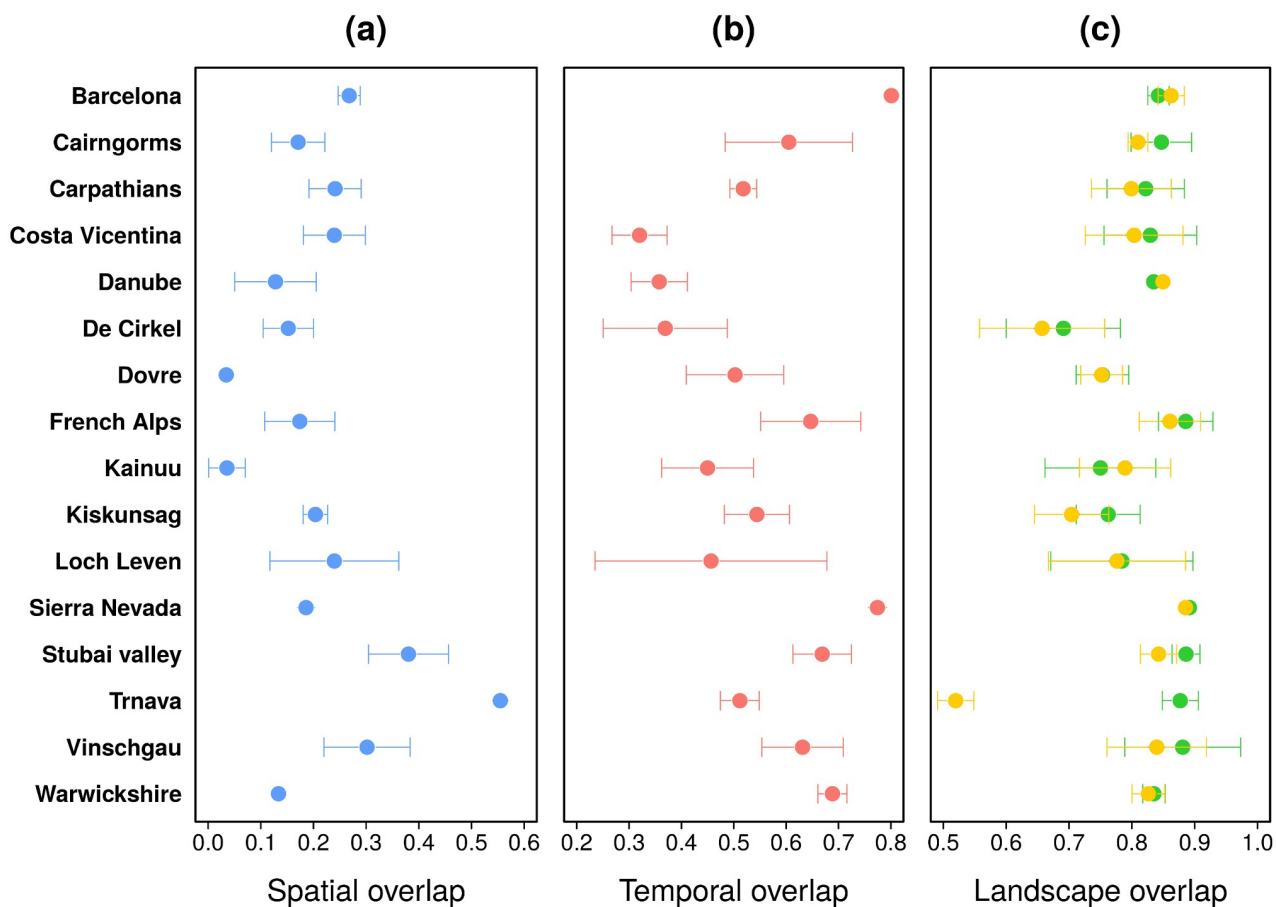 (a) (b) (c)
Barcelona
Cairngorms
Carpathians
Costa Vicentina
Danube
De Cirkel
Dovre
French Alps
Kainuu
Kiskunsag
Loch Leven
Sierra Nevada
Stubai valley
Trnava
Vinschgau
Warwickshire
0.0 0.1 0.2 0.3 0.4 0.5 0.6 0.2 0.3 0.4 0.5 0.6 0.7 0.8 0.5 0.6 0.7 0.8 0.9 1.0
Spatial overlap Temporal overlap Landscape overlap